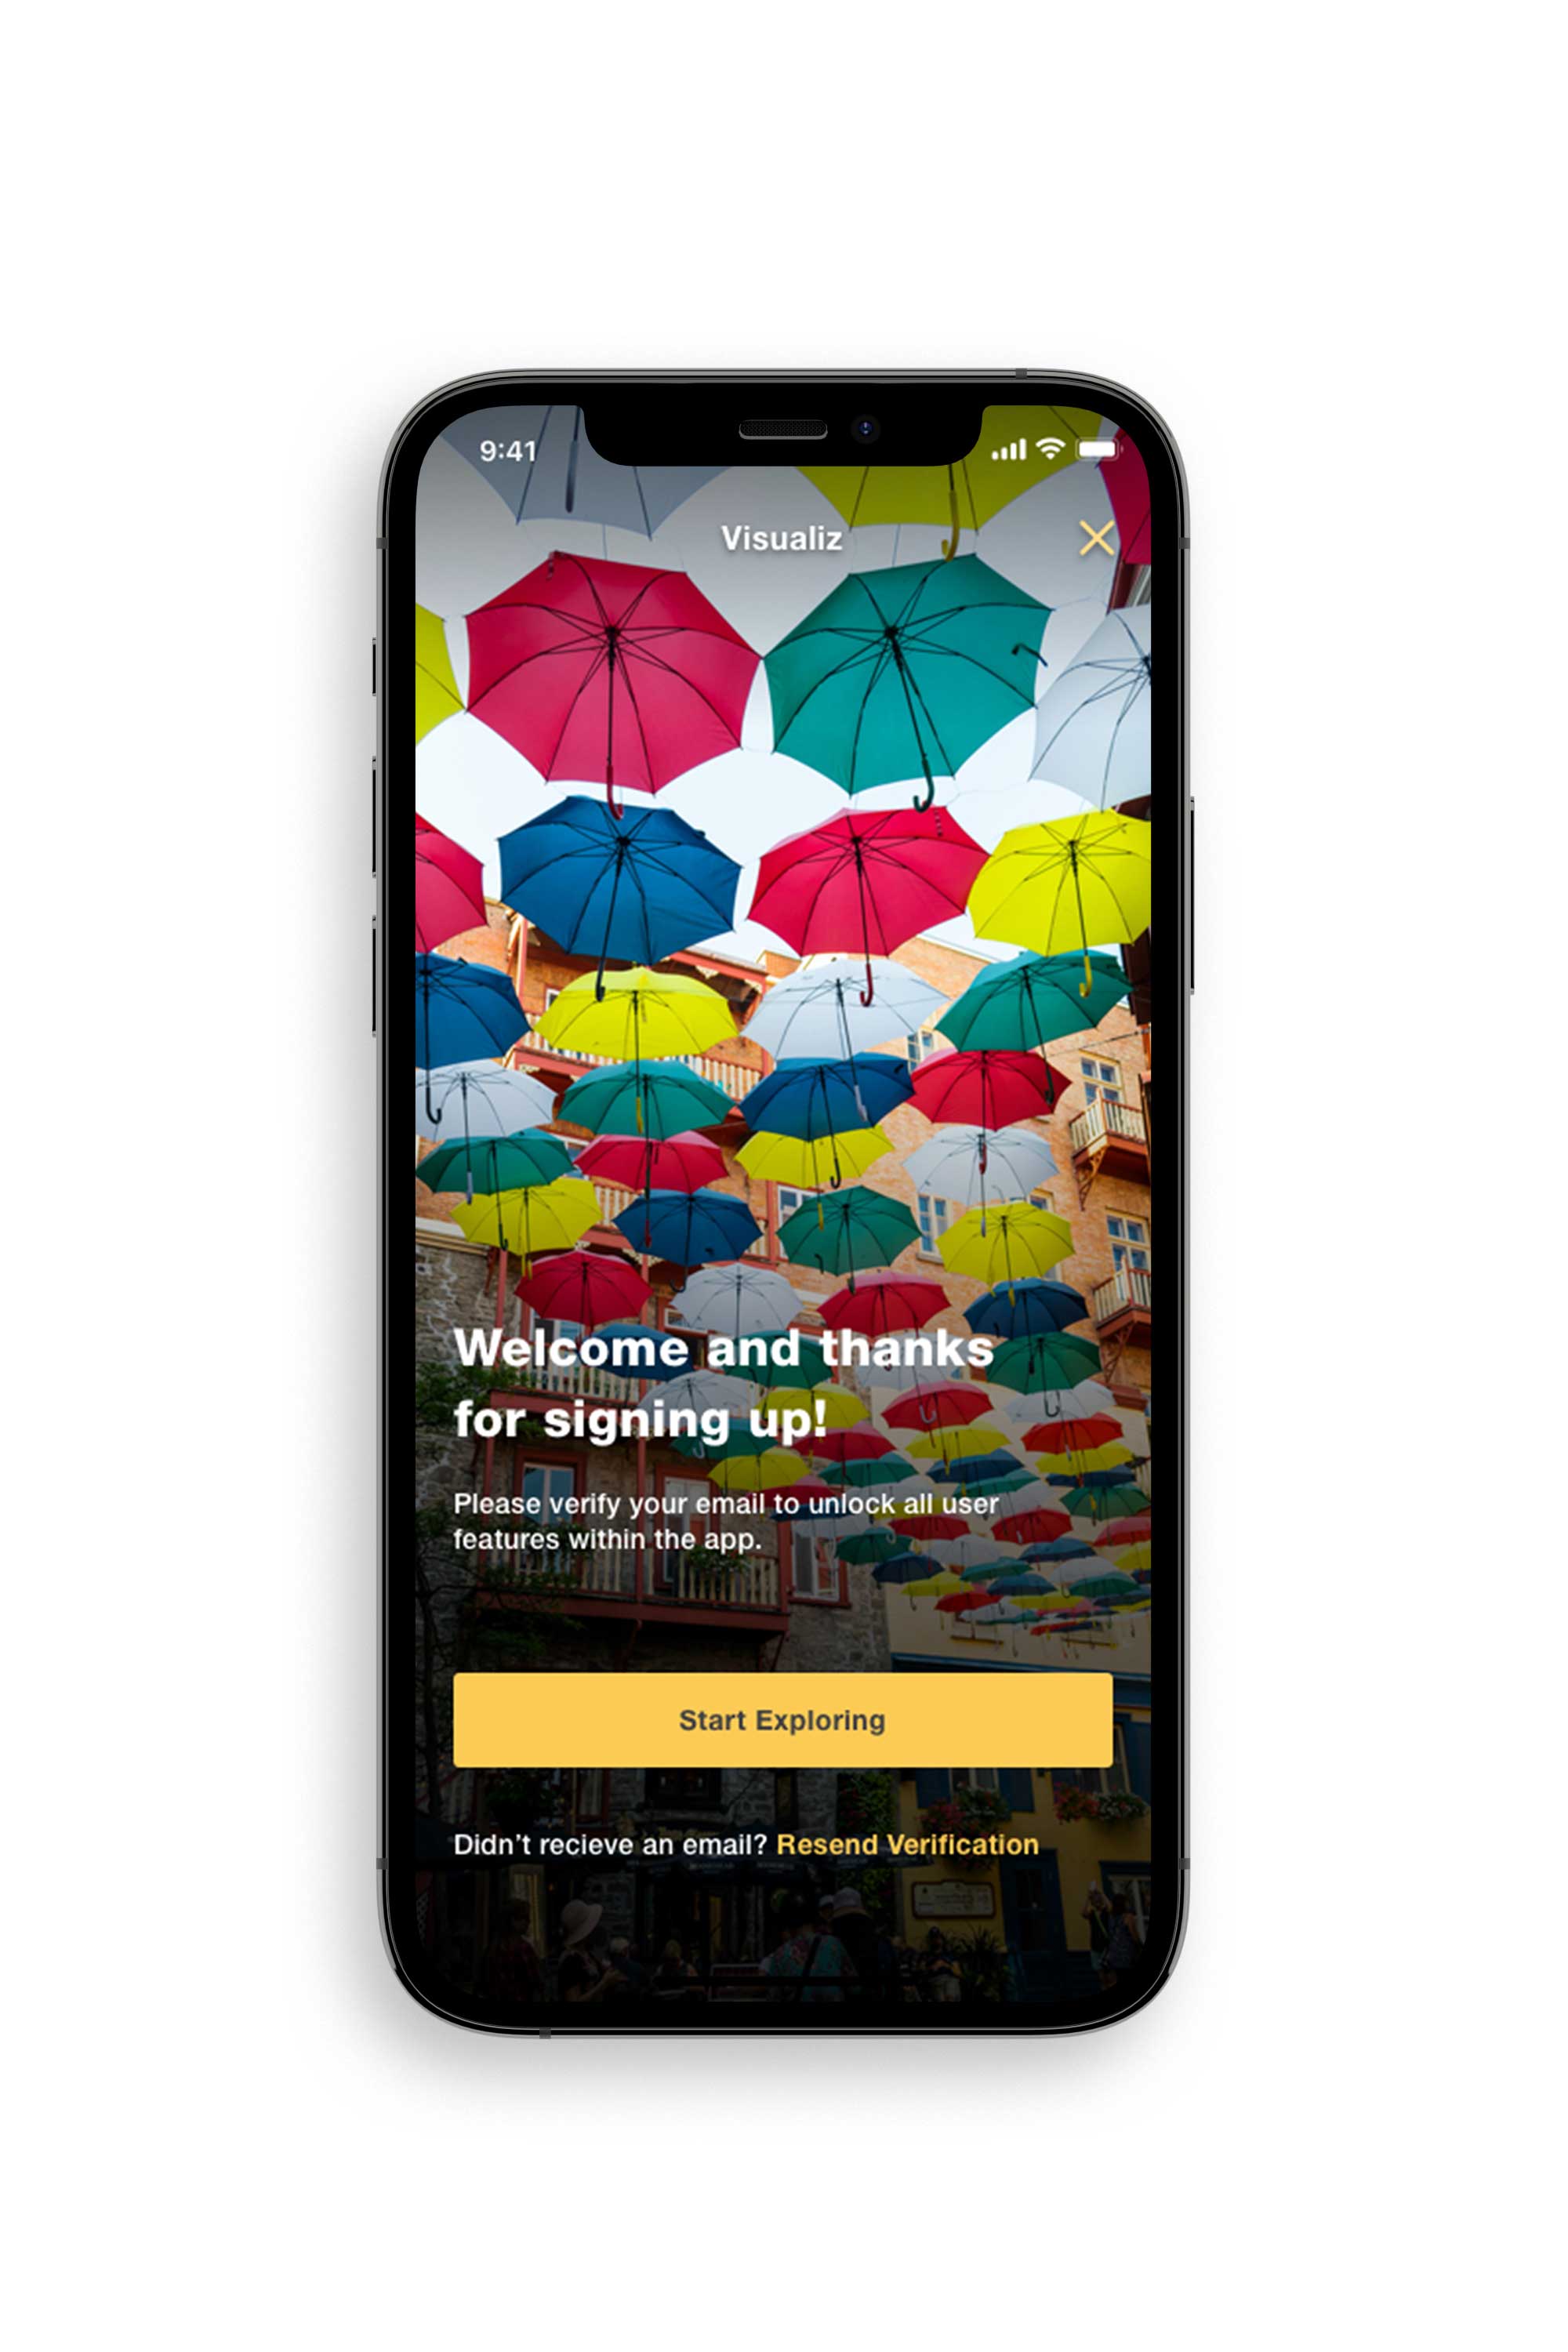 9:41
Visualiz
Welcome and thanks
for signing up!
Please verify your email to unlock all user
features within the app.
Start Exploring
Didn’t recieve an email? Resend Verification